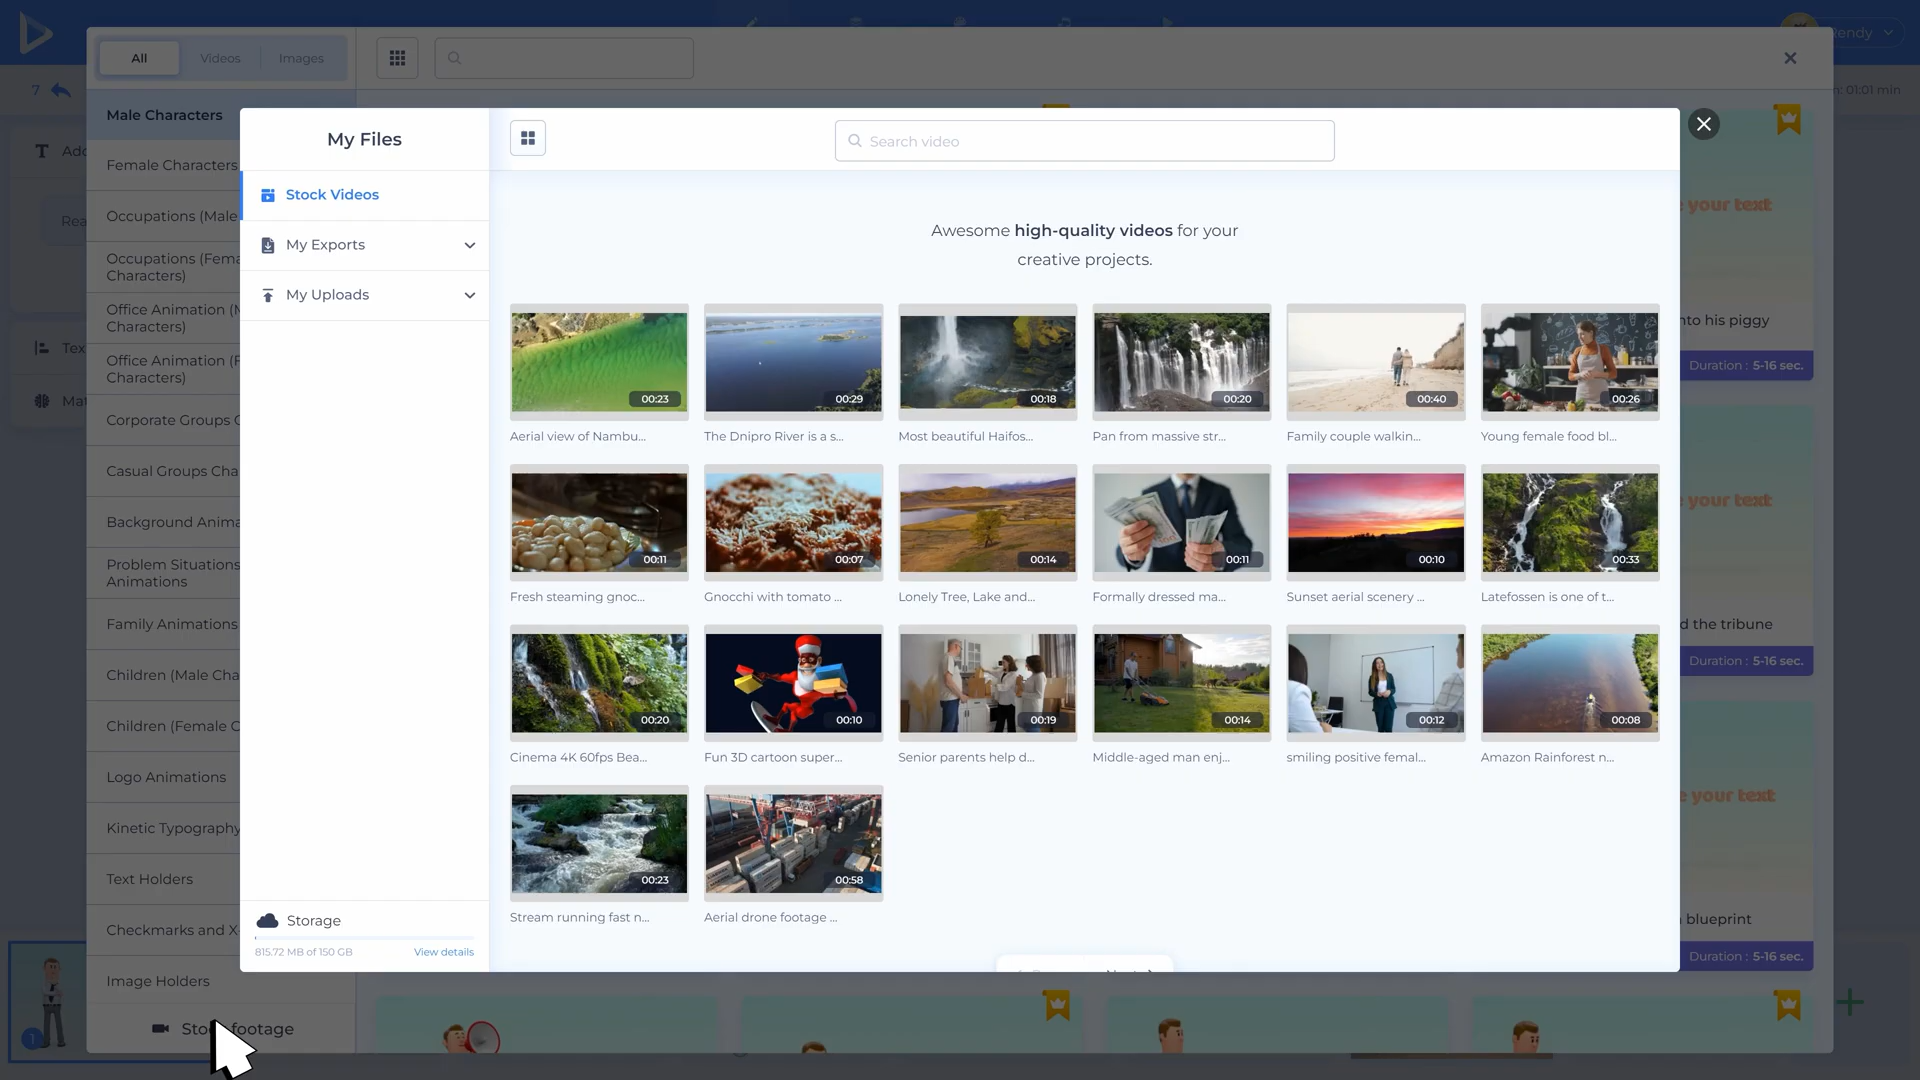 All
Videos
Images
endy
7
n: 01:01 min
Male Characters
Female Characters
Occupations (Male
Occupations (Fema
Characters)
Office Animation (M
Characters)
Office Animation (F
Characters)
Corporate Groups C
Casual Groups Cha
Background Anima
Problem Situations
Animations
Family Animations
Children (Male Cha
Children (Female C
Logo Animations
Kinetic Typography
Text Holders
Checkmarks and X-
Image Holders
Stock footage
My Files
Stock Videos
My Exports
My Uploads
Storage
815.72 MB of 150 GB
View details
Search video
Awesome high-quality videos for your
creative projects.
00:23
00:29
00:18
00:20
00:40
00:26
Aerial view of Nambu...
The Dnipro River is a s...
Most beautiful Haifos...
Pan from massive str...
Family couple walkin...
Young female food bl...
00:11
00:07
00:14
00:11
00:10
00:33
Fresh steaming gnoc...
Gnocchi with tomato ...
Lonely Tree, Lake and...
Formally dressed ma...
Sunset aerial scenery ...
Latefossen is one of t...
00:20
00:10
00:19
00:14
00:12
00:08
Cinema 4K 60fps Bea...
Fun 3D cartoon super...
Senior parents help d...
Middle-aged man enj...
smiling positive femal...
Amazon Rainforest n...
00:23
00:58
Stream running fast n...
Aerial drone footage ...
your text
nto his piggy
Duration : 5-16 sec.
your text
d the tribune
Duration : 5-16 sec.
your text
blueprint
Duration : 5-16 sec.
1